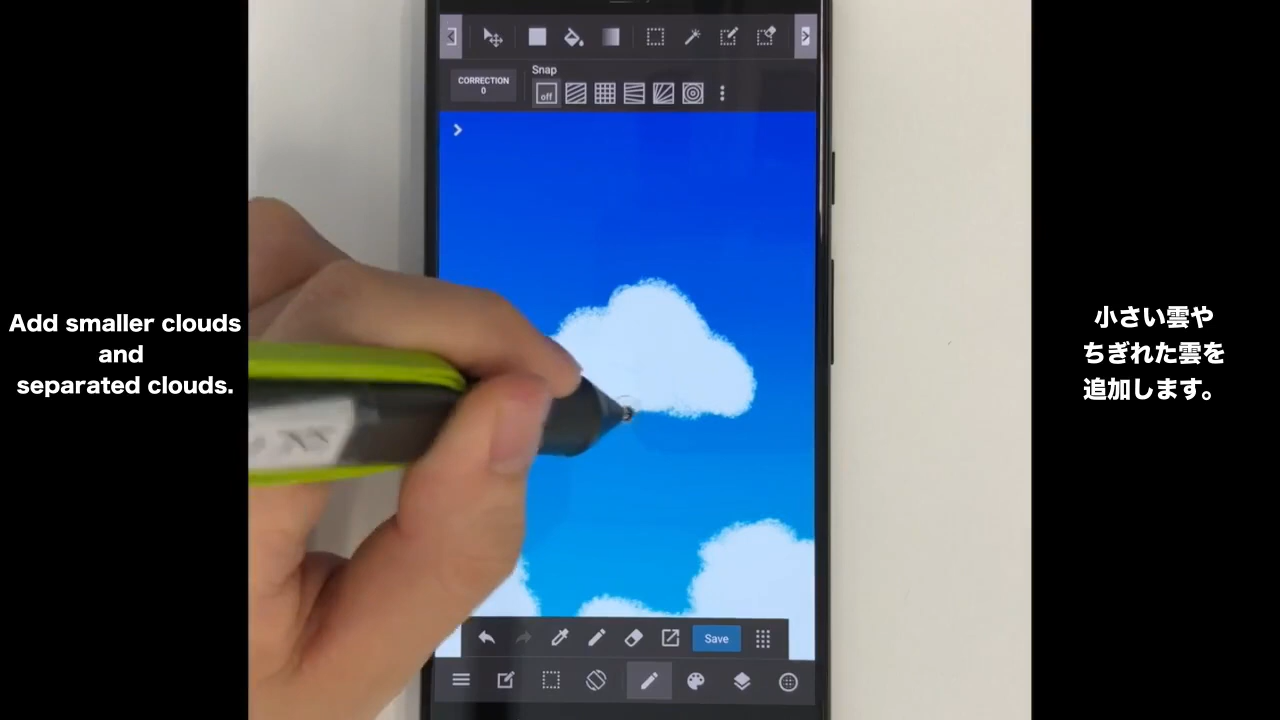 CORRECTION
0
Snap
off
Add smaller clouds
and
separated clouds.
小さい雲や
ちぎれた雲を
追加します。
Save